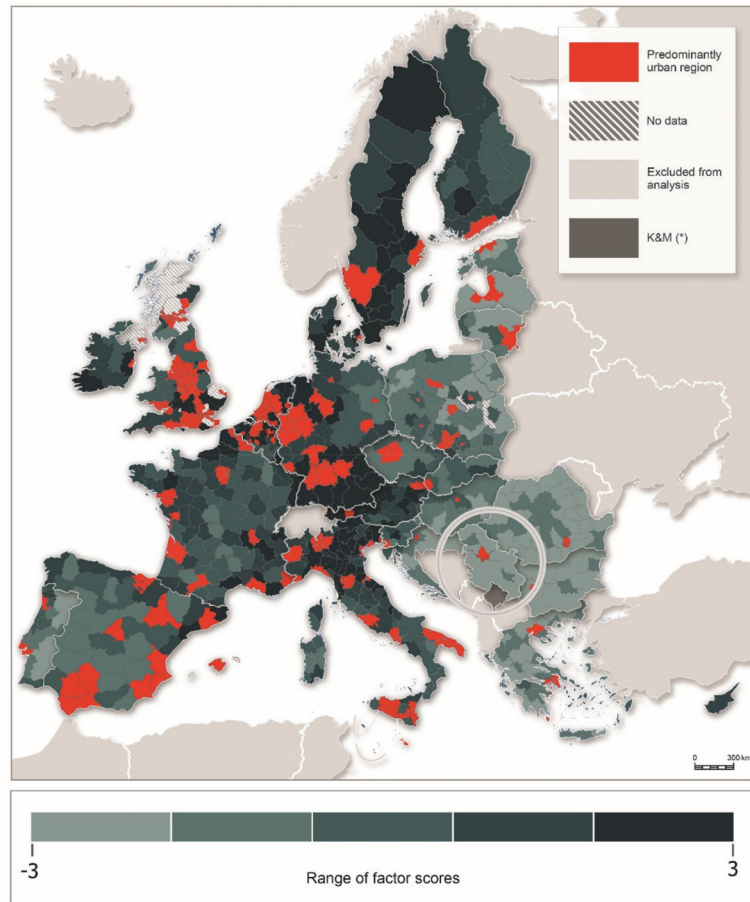 Predominantly
urban region
No data
Excluded from
analysis
K&M (*)
0 300 km
-3
3
Range of factor scores